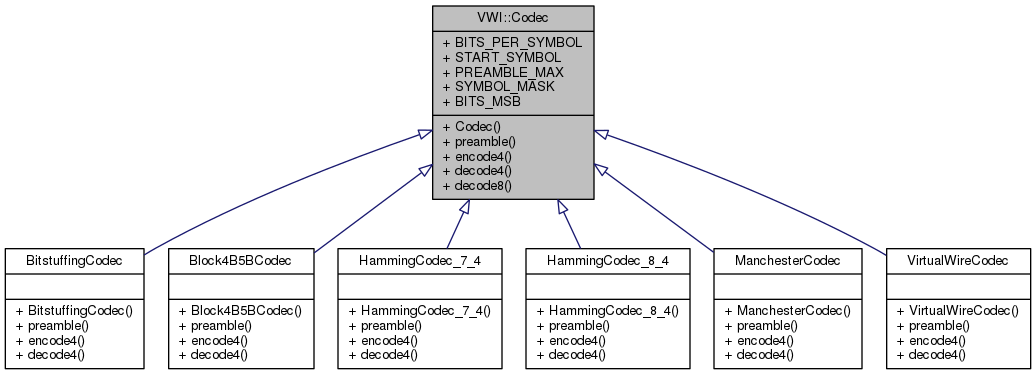 VWI::Codec
+ BITS_PER_SYMBOL
+ START_SYMBOL
+ PREAMBLE_MAX
+ SYMBOL_MASK
+ BITS_MSB
+ Codec()
+ preamble()
+ encode4()
+ decode4()
+ decode8()
BitstuffingCodec
+ BitstuffingCodec()
+ preamble()
+ encode4()
+ decode4()
Block4B5BCodec
+ Block4B5BCodec()
+ preamble()
+ encode4()
+ decode4()
HammingCodec_7_4
+ HammingCodec_7_4()
+ preamble()
+ encode4()
+ decode4()
HammingCodec_8_4
+ HammingCodec_8_4()
+ preamble()
+ encode4()
+ decode4()
ManchesterCodec
+ ManchesterCodec()
+ preamble()
+ encode4()
+ decode4()
VirtualWireCodec
+ VirtualWireCodec()
+ preamble()
+ encode4()
+ decode4()